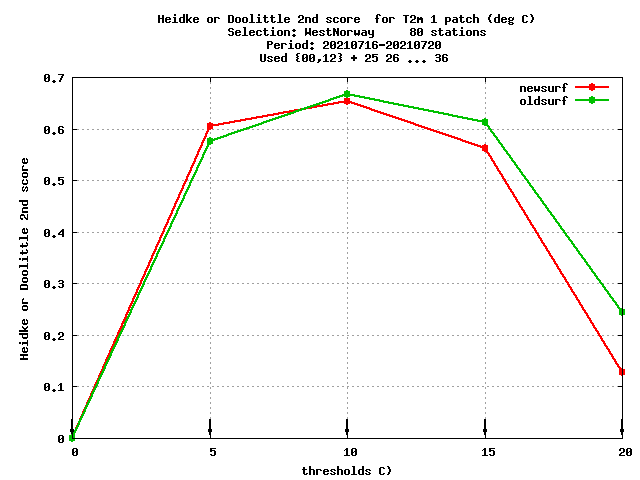 Heidke or Doolittle 2nd score  for T2m 1 patch (deg C)
Selection: WestNorway     80 stations
Period: 20210716-20210720
Used {00,12} + 25 26 ... 36
newsurf
oldsurf
Heidke or Doolittle 2nd score
0.7
0.6
0.5
0.4
0.3
0.2
0.1
0
0 5 10 15 20
thresholds C)